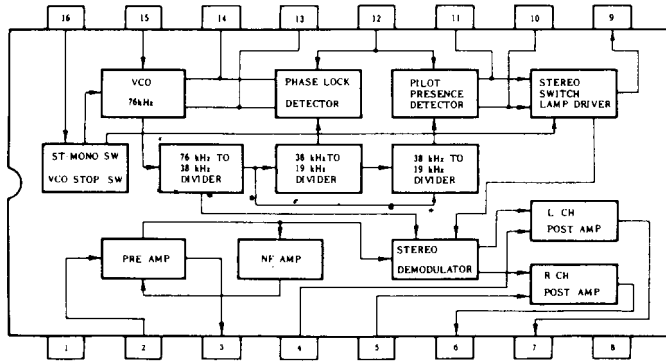 16 15 14 13 12 11 10 9
VCO
76kHz
PHASE LOCK
DETECTOR
PILOT
PRESENCE
DETECTOR
STEREO
SWITCH
LAMP DRIVER
ST-MONO SW
VCO STOP SW
76 kHz TO
38 kHz
DIVIDER
38 kHz TO
19 kHz
DIVIDER
38 kHz TO
19 kHz
DIVIDER
PRE AMP
NF AMP
STEREO
DEMODULATOR
L CH
POST AMP
R CH
POST AMP
1 2 3 4 5 6 7 8